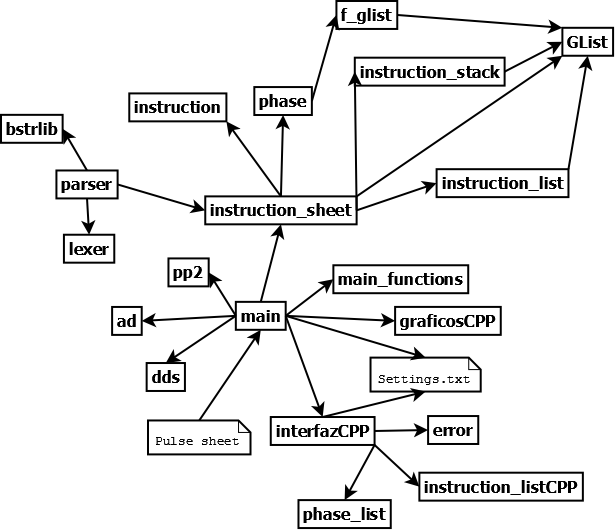 f_glist
GList
instruction_stack
phase
instruction
bstrlib
parser
instruction_list
instruction_sheet
lexer
pp2
main_functions
main
ad
graficosCPP
dds
Settings.txt
Pulse sheet
interfazCPP
error
instruction_listCPP
phase_list